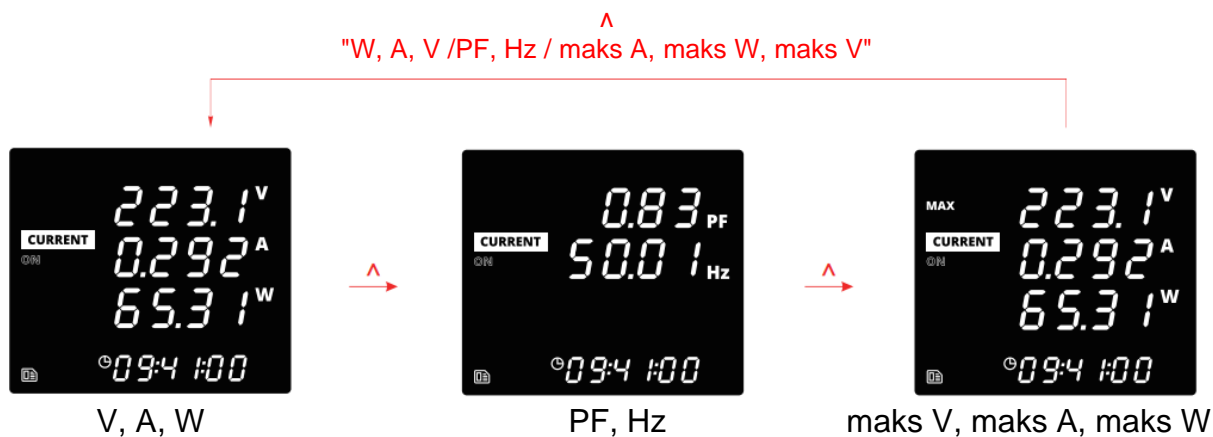 ^
"W, A, V /PF, Hz / maks A, maks W, maks V"
223.1 V
CURRENT
ON
0.292 A
65.31 W
09:41:00
V, A, W
^
0.83 PF
CURRENT
ON
50.01 Hz
09:41:00
PF, Hz
^
MAX
223.1 V
CURRENT
ON
0.292 A
65.31 W
09:41:00
maks V, maks A, maks W